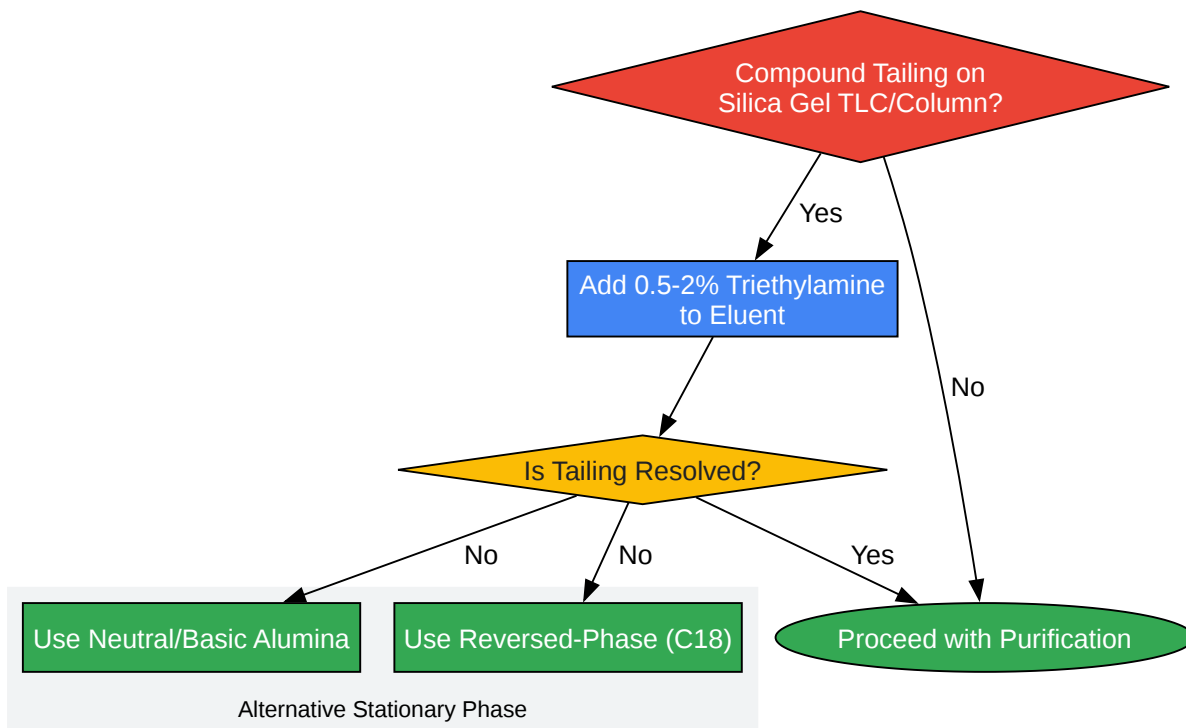 Compound Tailing on
Silica Gel TLC/Column?
Yes
Add 0.5-2% Triethylamine
to Eluent
No
Is Tailing Resolved?
No
No
Yes
Use Neutral/Basic Alumina
Use Reversed-Phase (C18)
Proceed with Purification
Alternative Stationary Phase